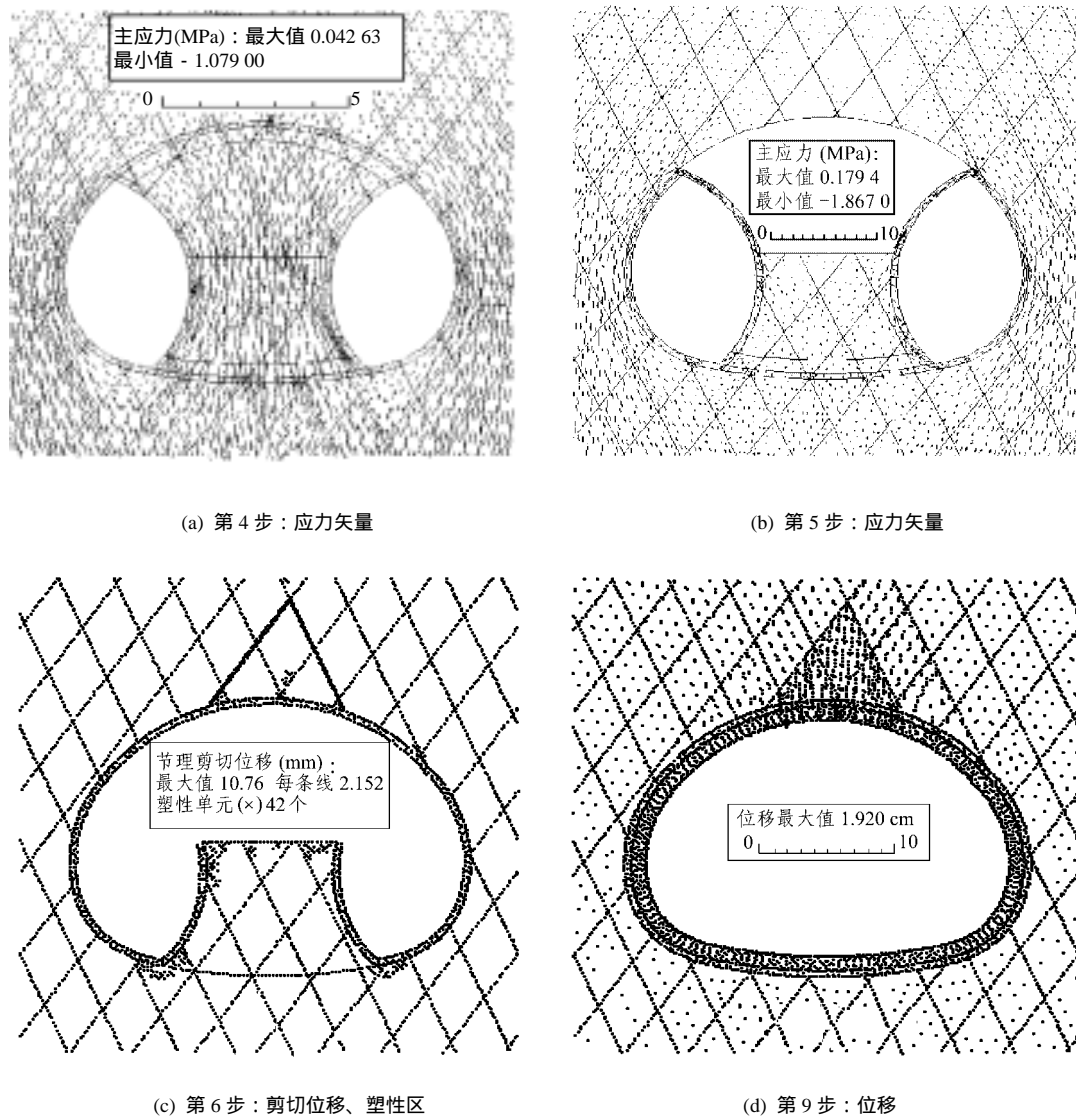 主应力(MPa)：最大值 0.042 63
最小值 - 1.079 00
0 5
主应力 (MPa):
最大值 0.179 4
最小值 -1.867 0
0 10
(a) 第 4 步：应力矢量
(b) 第 5 步：应力矢量
节理剪切位移 (mm)：
最大值 10.76 每条线 2.152
塑性单元 (×) 42个
位移最大值 1.920 cm
0 10
(c) 第 6 步：剪切位移、塑性区
(d) 第 9 步：位移